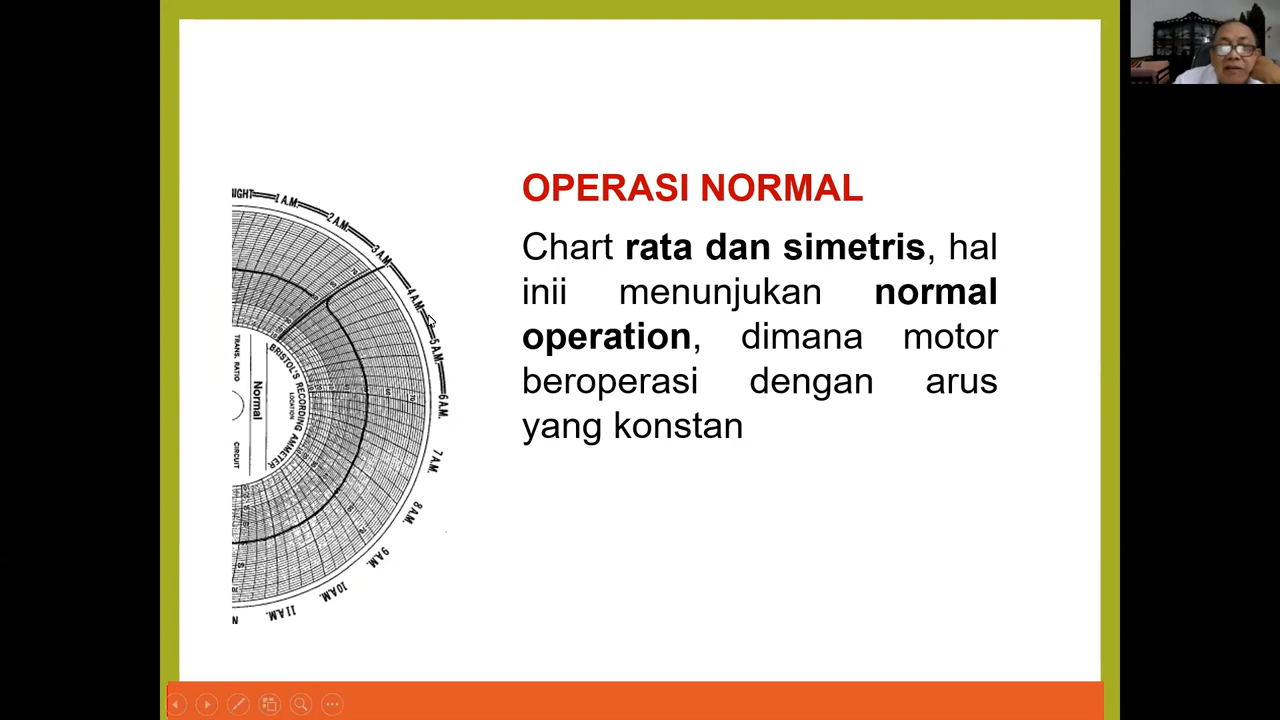 OPERASI NORMAL
Chart rata dan simetris, hal
inii menunjukan normal
operation, dimana motor
beroperasi dengan arus
yang konstan
1 A.M.
2 A.M.
3 A.M.
4 A.M.
5 A.M.
6 A.M.
7 A.M.
8 A.M.
9 A.M.
10 A.M.
11 A.M.
BRISTOL'S RECORDING AMMETER
LOCATION
Normal
TRANS. RATIO
CIRCUIT